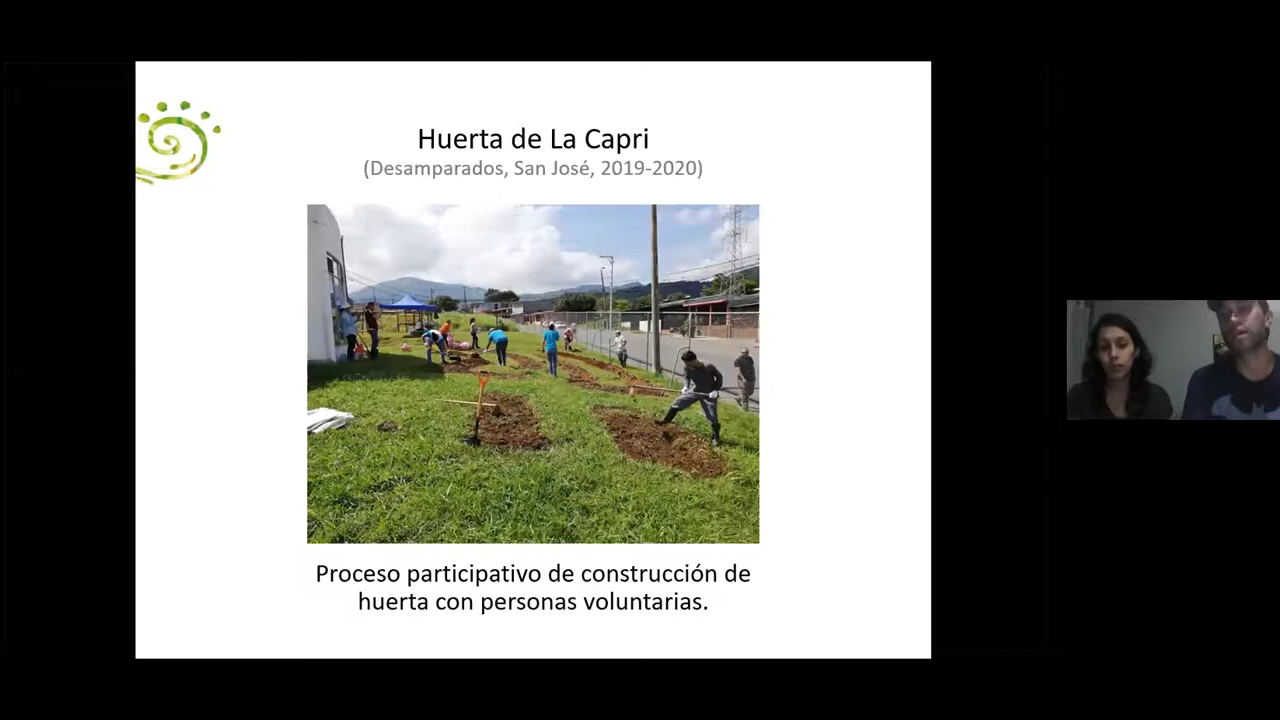 Huerta de La Capri
(Desamparados, San José, 2019-2020)
Proceso participativo de construcción de
huerta con personas voluntarias.